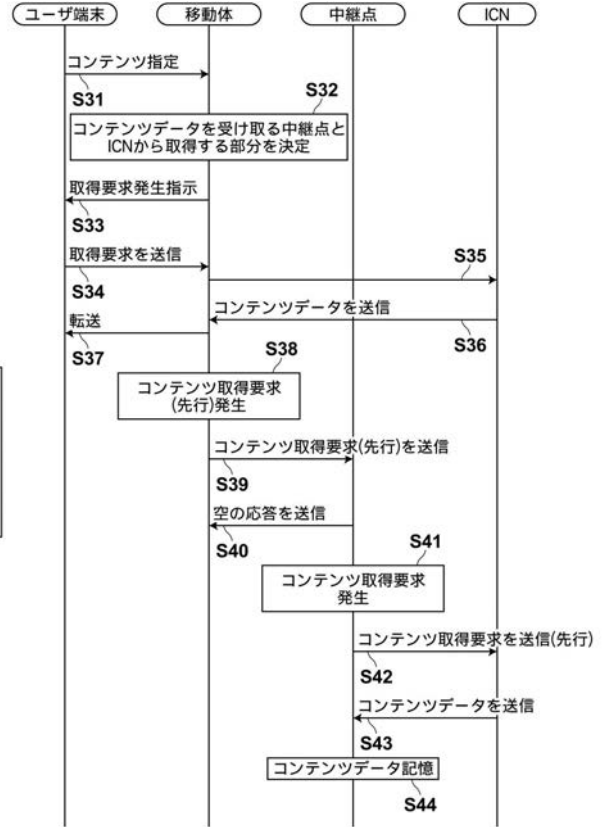 ユーザ端末
移動体
中継点
ICN
コンテンツ指定
S31
S32
コンテンツデータを受け取る中継点と
ICNから取得する部分を決定
取得要求発生指示
S33
取得要求を送信
S34
S35
コンテンツデータを送信
S36
転送
S37
S38
コンテンツ取得要求
(先行)発生
コンテンツ取得要求(先行)を送信
S39
空の応答を送信
S40
S41
コンテンツ取得要求
発生
コンテンツ取得要求を送信(先行)
S42
コンテンツデータを送信
S43
コンテンツデータ記憶
S44